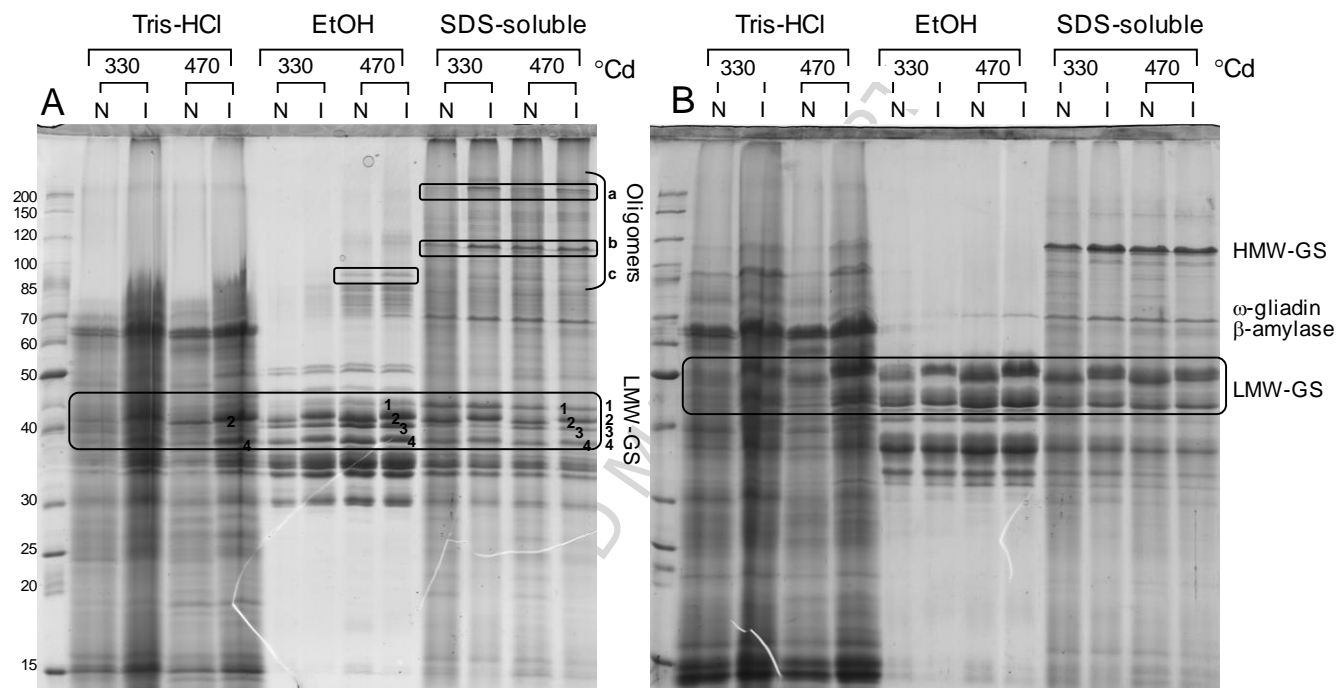 Tris-HCl EtOH SDS-soluble Tris-HCl EtOH SDS-soluble
330 470 330 470 330 470 °Cd 330 470 330 470 330 470 °Cd
A N I N I N I N I N I N I B N I N I N I N I N I N I
200
150
120
100
85
70
60
50
40
30
25
20
15
a
b
c
Oligomers
1 1 1
2 2 2 2
3 3 3
4 4 4 4
LMW-GS
HMW-GS
ω-gliadin
β-amylase
LMW-GS